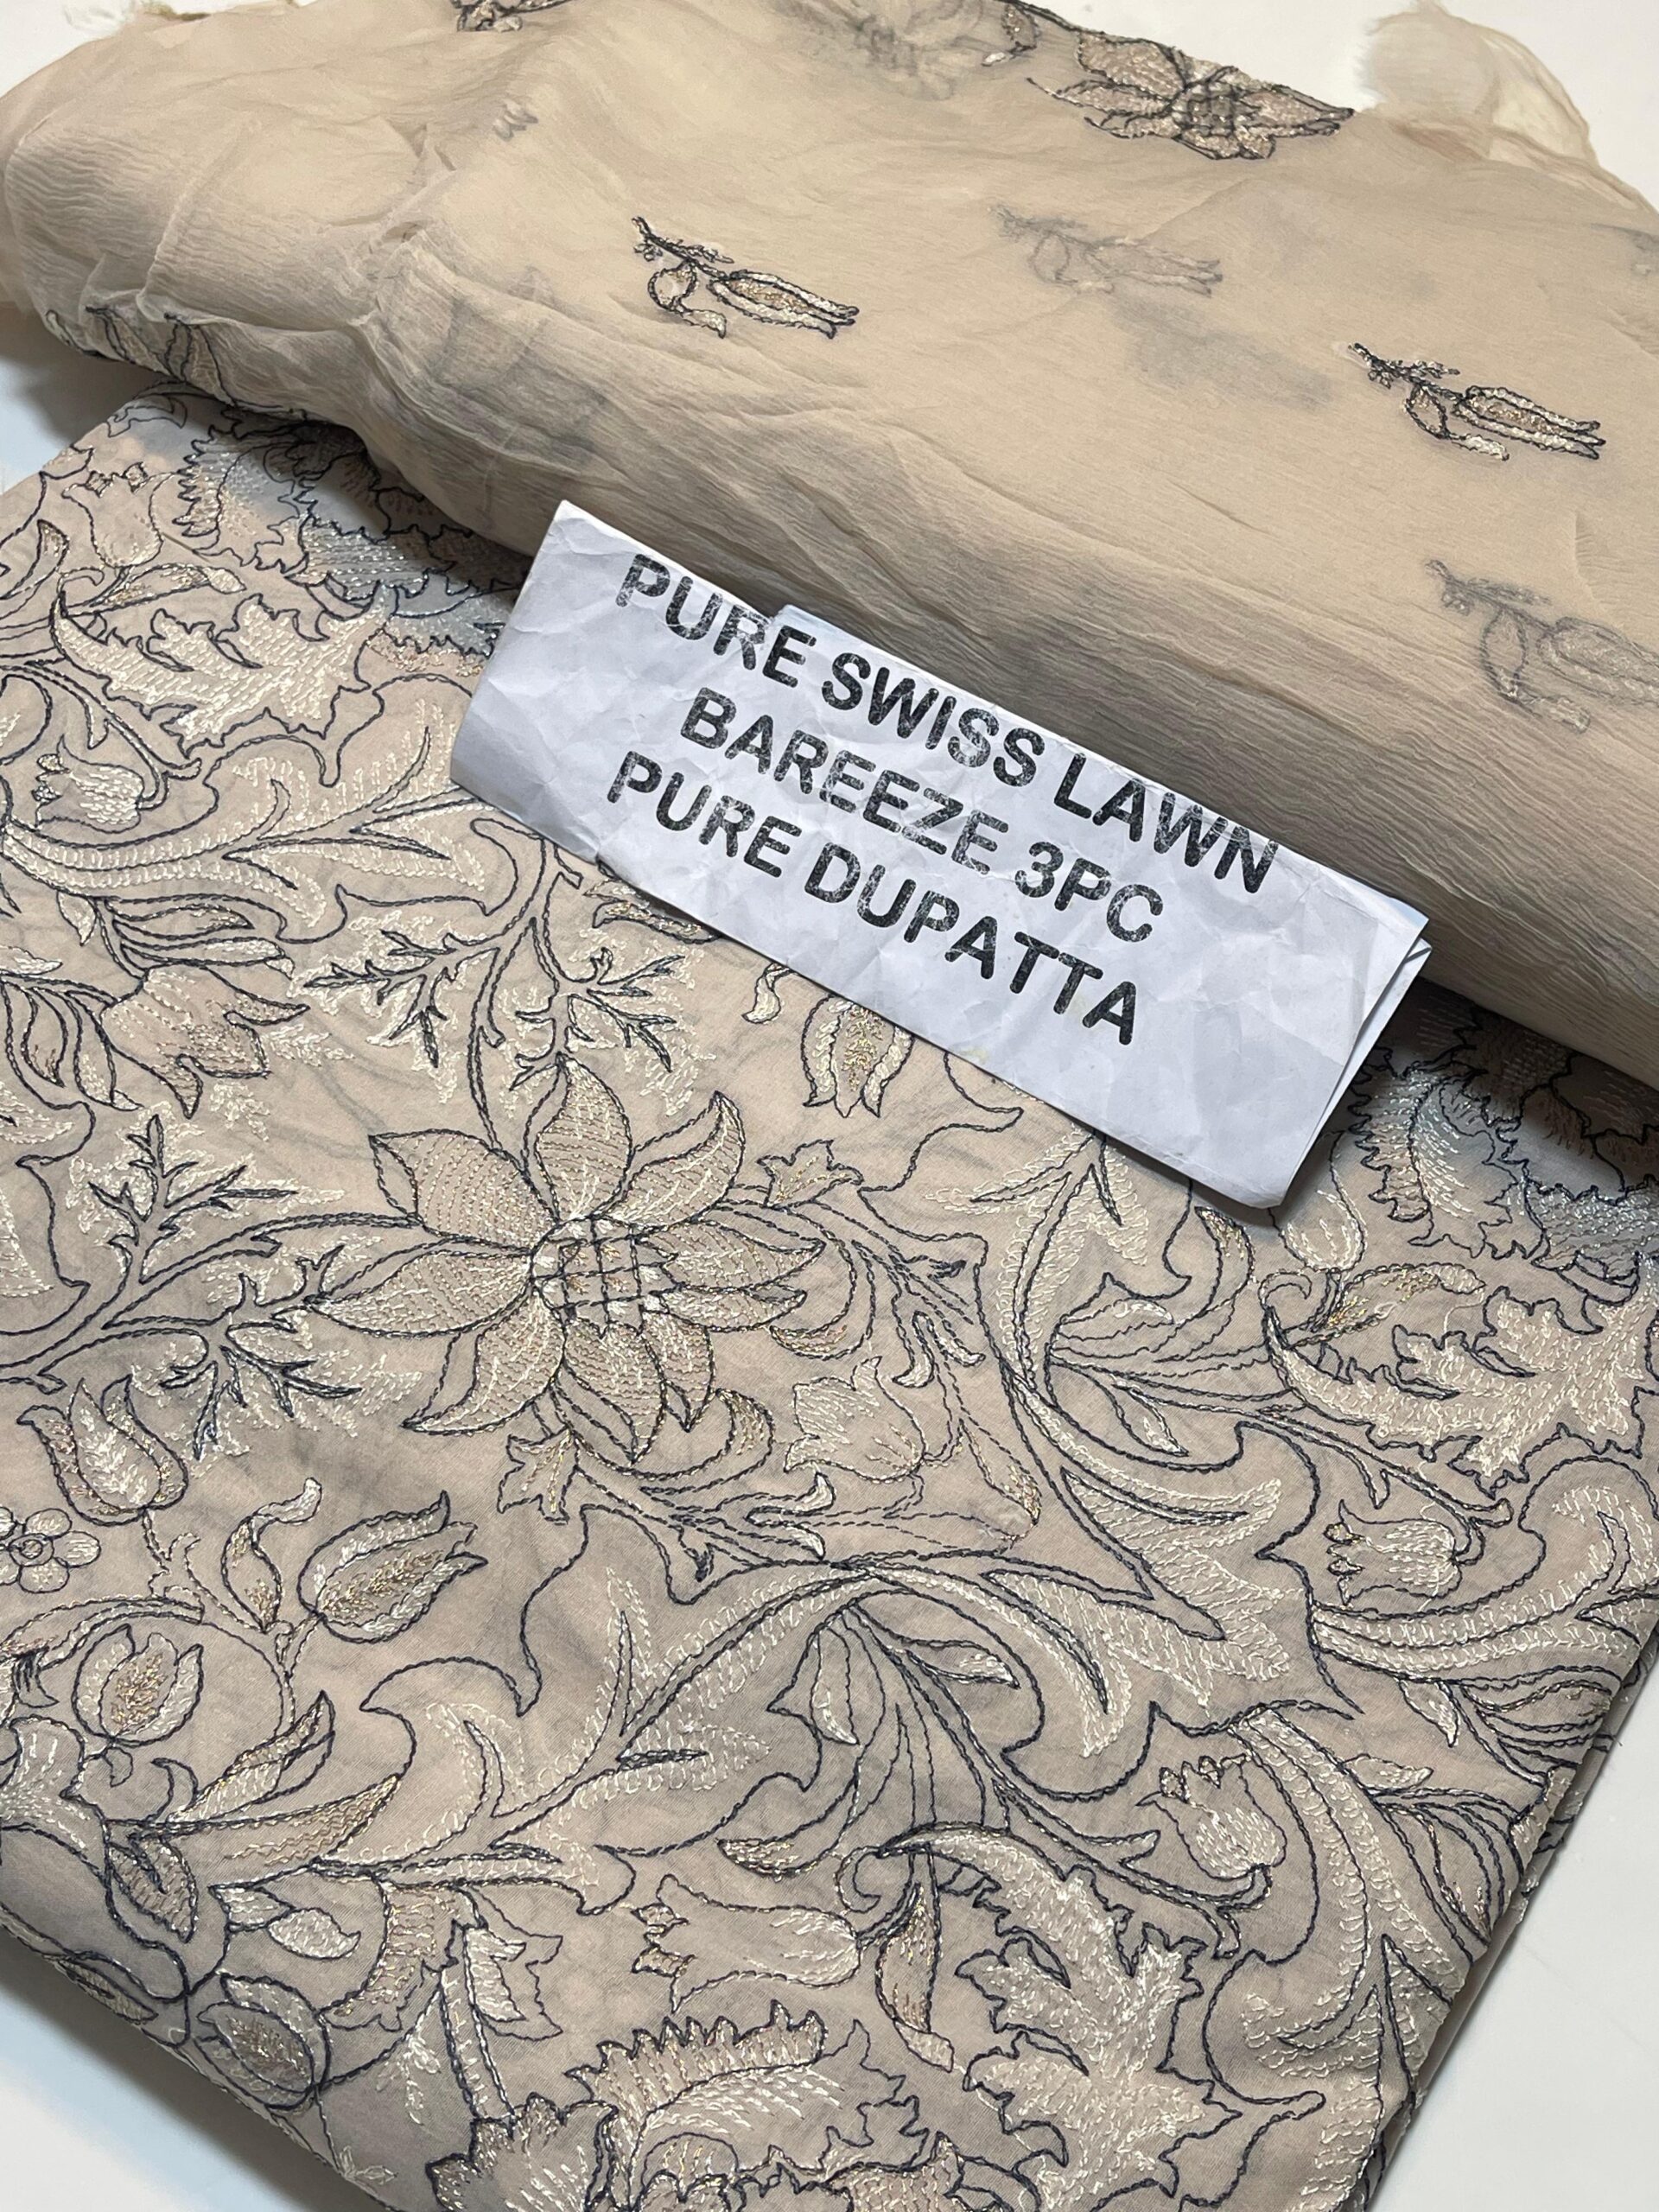 PURE SWISS LAWN
BAREEZE 3PC
PURE DUPATTA